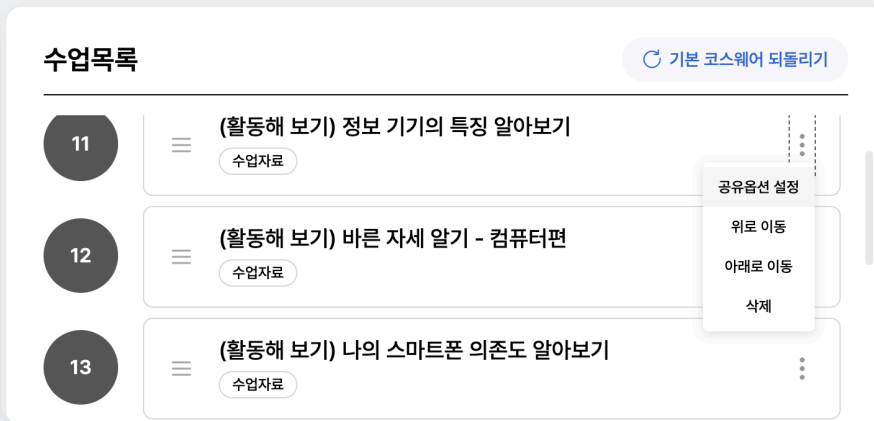 수업목록
기본 코스웨어 되돌리기
11
(활동해 보기) 정보 기기의 특징 알아보기
수업자료
공유옵션 설정
위로 이동
아래로 이동
삭제
12
(활동해 보기) 바른 자세 알기 - 컴퓨터편
수업자료
13
(활동해 보기) 나의 스마트폰 의존도 알아보기
수업자료